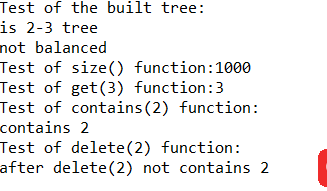 Test of the built tree:
is 2-3 tree
not balanced
Test of size() function:1000
Test of get(3) function:3
Test of contains(2) function:
contains 2
Test of delete(2) function:
after delete(2) not contains 2